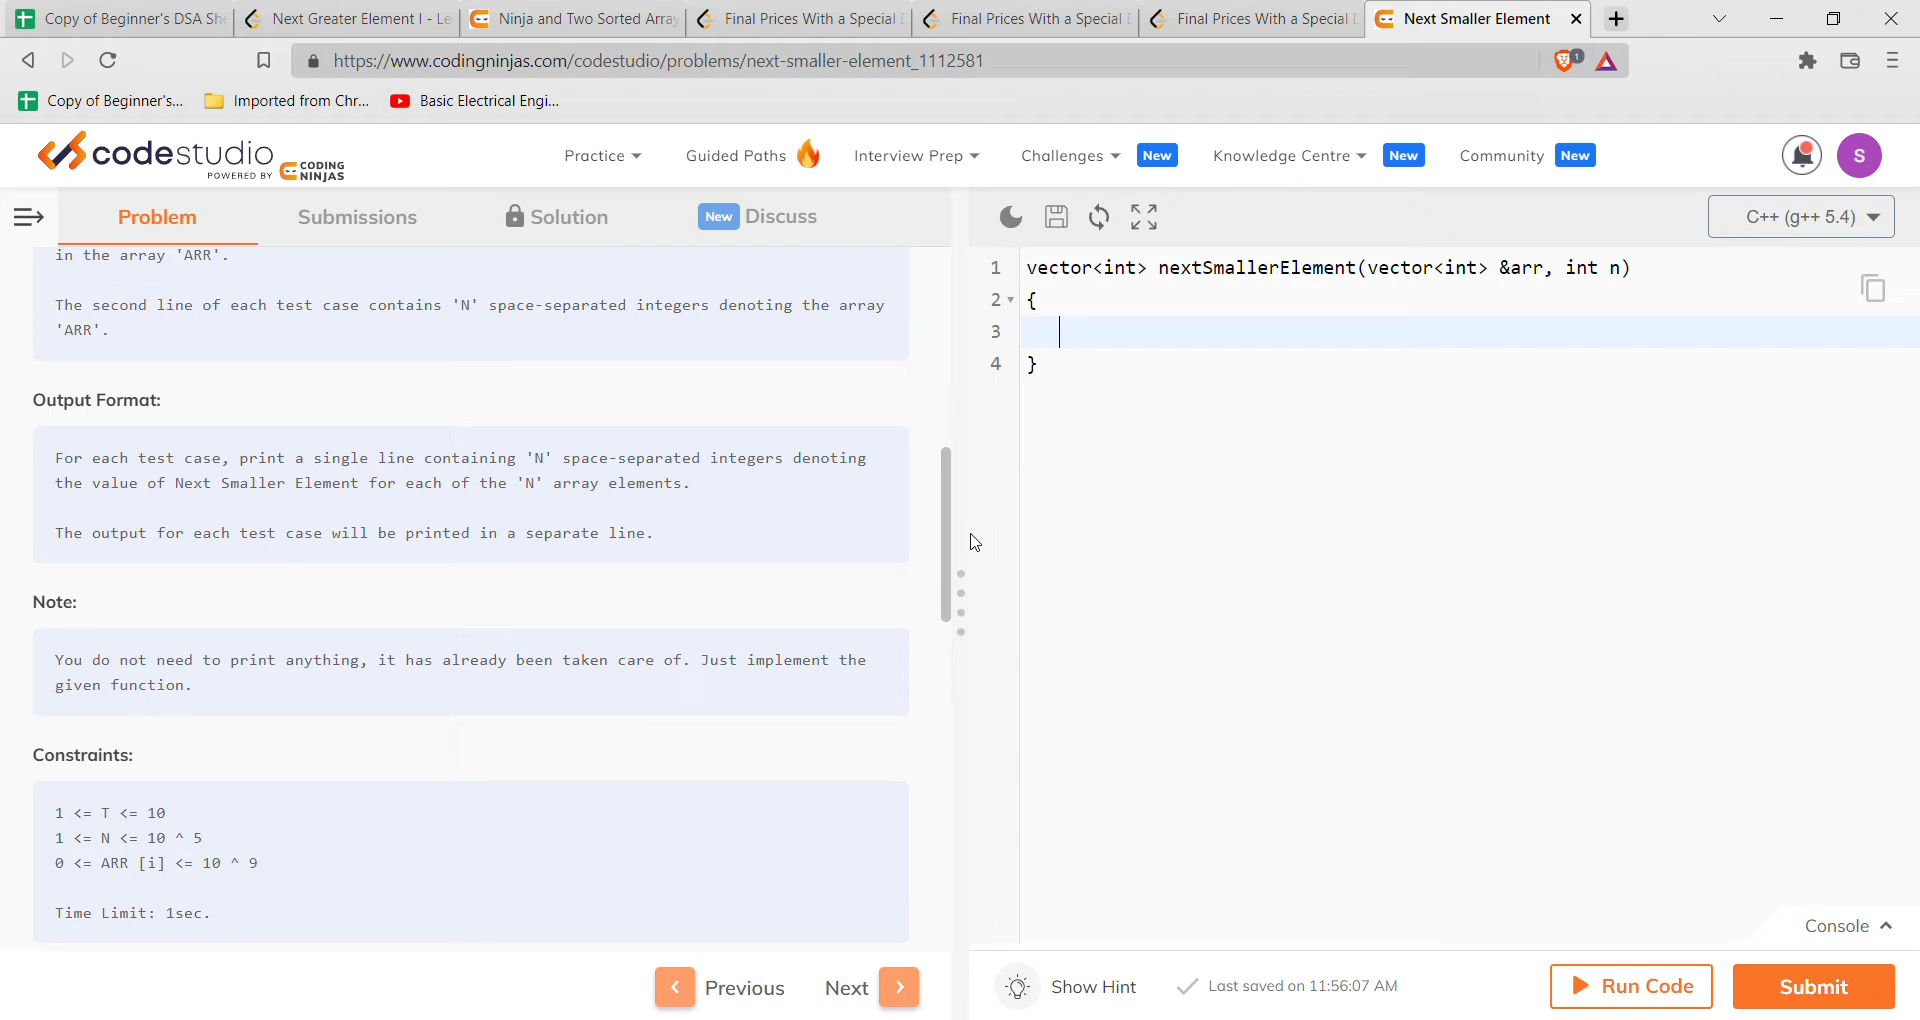 Copy of Beginner's DSA She
Next Greater Element I - Le
Ninja and Two Sorted Array
Final Prices With a Special D
Final Prices With a Special D
Final Prices With a Special D
Next Smaller Element
https://www.codingninjas.com/codestudio/problems/next-smaller-element_1112581
1
Copy of Beginner's...
Imported from Chr...
Basic Electrical Engi...
codestudio
POWERED BY CODING NINJAS
Practice
Guided Paths
Interview Prep
Challenges New
Knowledge Centre New
Community New
S
Problem
Submissions
Solution
New Discuss
C++ (g++ 5.4)
in the array 'ARR'.
The second line of each test case contains 'N' space-separated integers denoting the array
'ARR'.
Output Format:
For each test case, print a single line containing 'N' space-separated integers denoting
the value of Next Smaller Element for each of the 'N' array elements.
The output for each test case will be printed in a separate line.
Note:
You do not need to print anything, it has already been taken care of. Just implement the
given function.
Constraints:
1 <= T <= 10
1 <= N <= 10 ^ 5
0 <= ARR [i] <= 10 ^ 9
Time Limit: 1sec.
Previous
Next
1 vector<int> nextSmallerElement(vector<int> &arr, int n)
2 {
3
4 }
Console
Show Hint
Last saved on 11:56:07 AM
Run Code
Submit